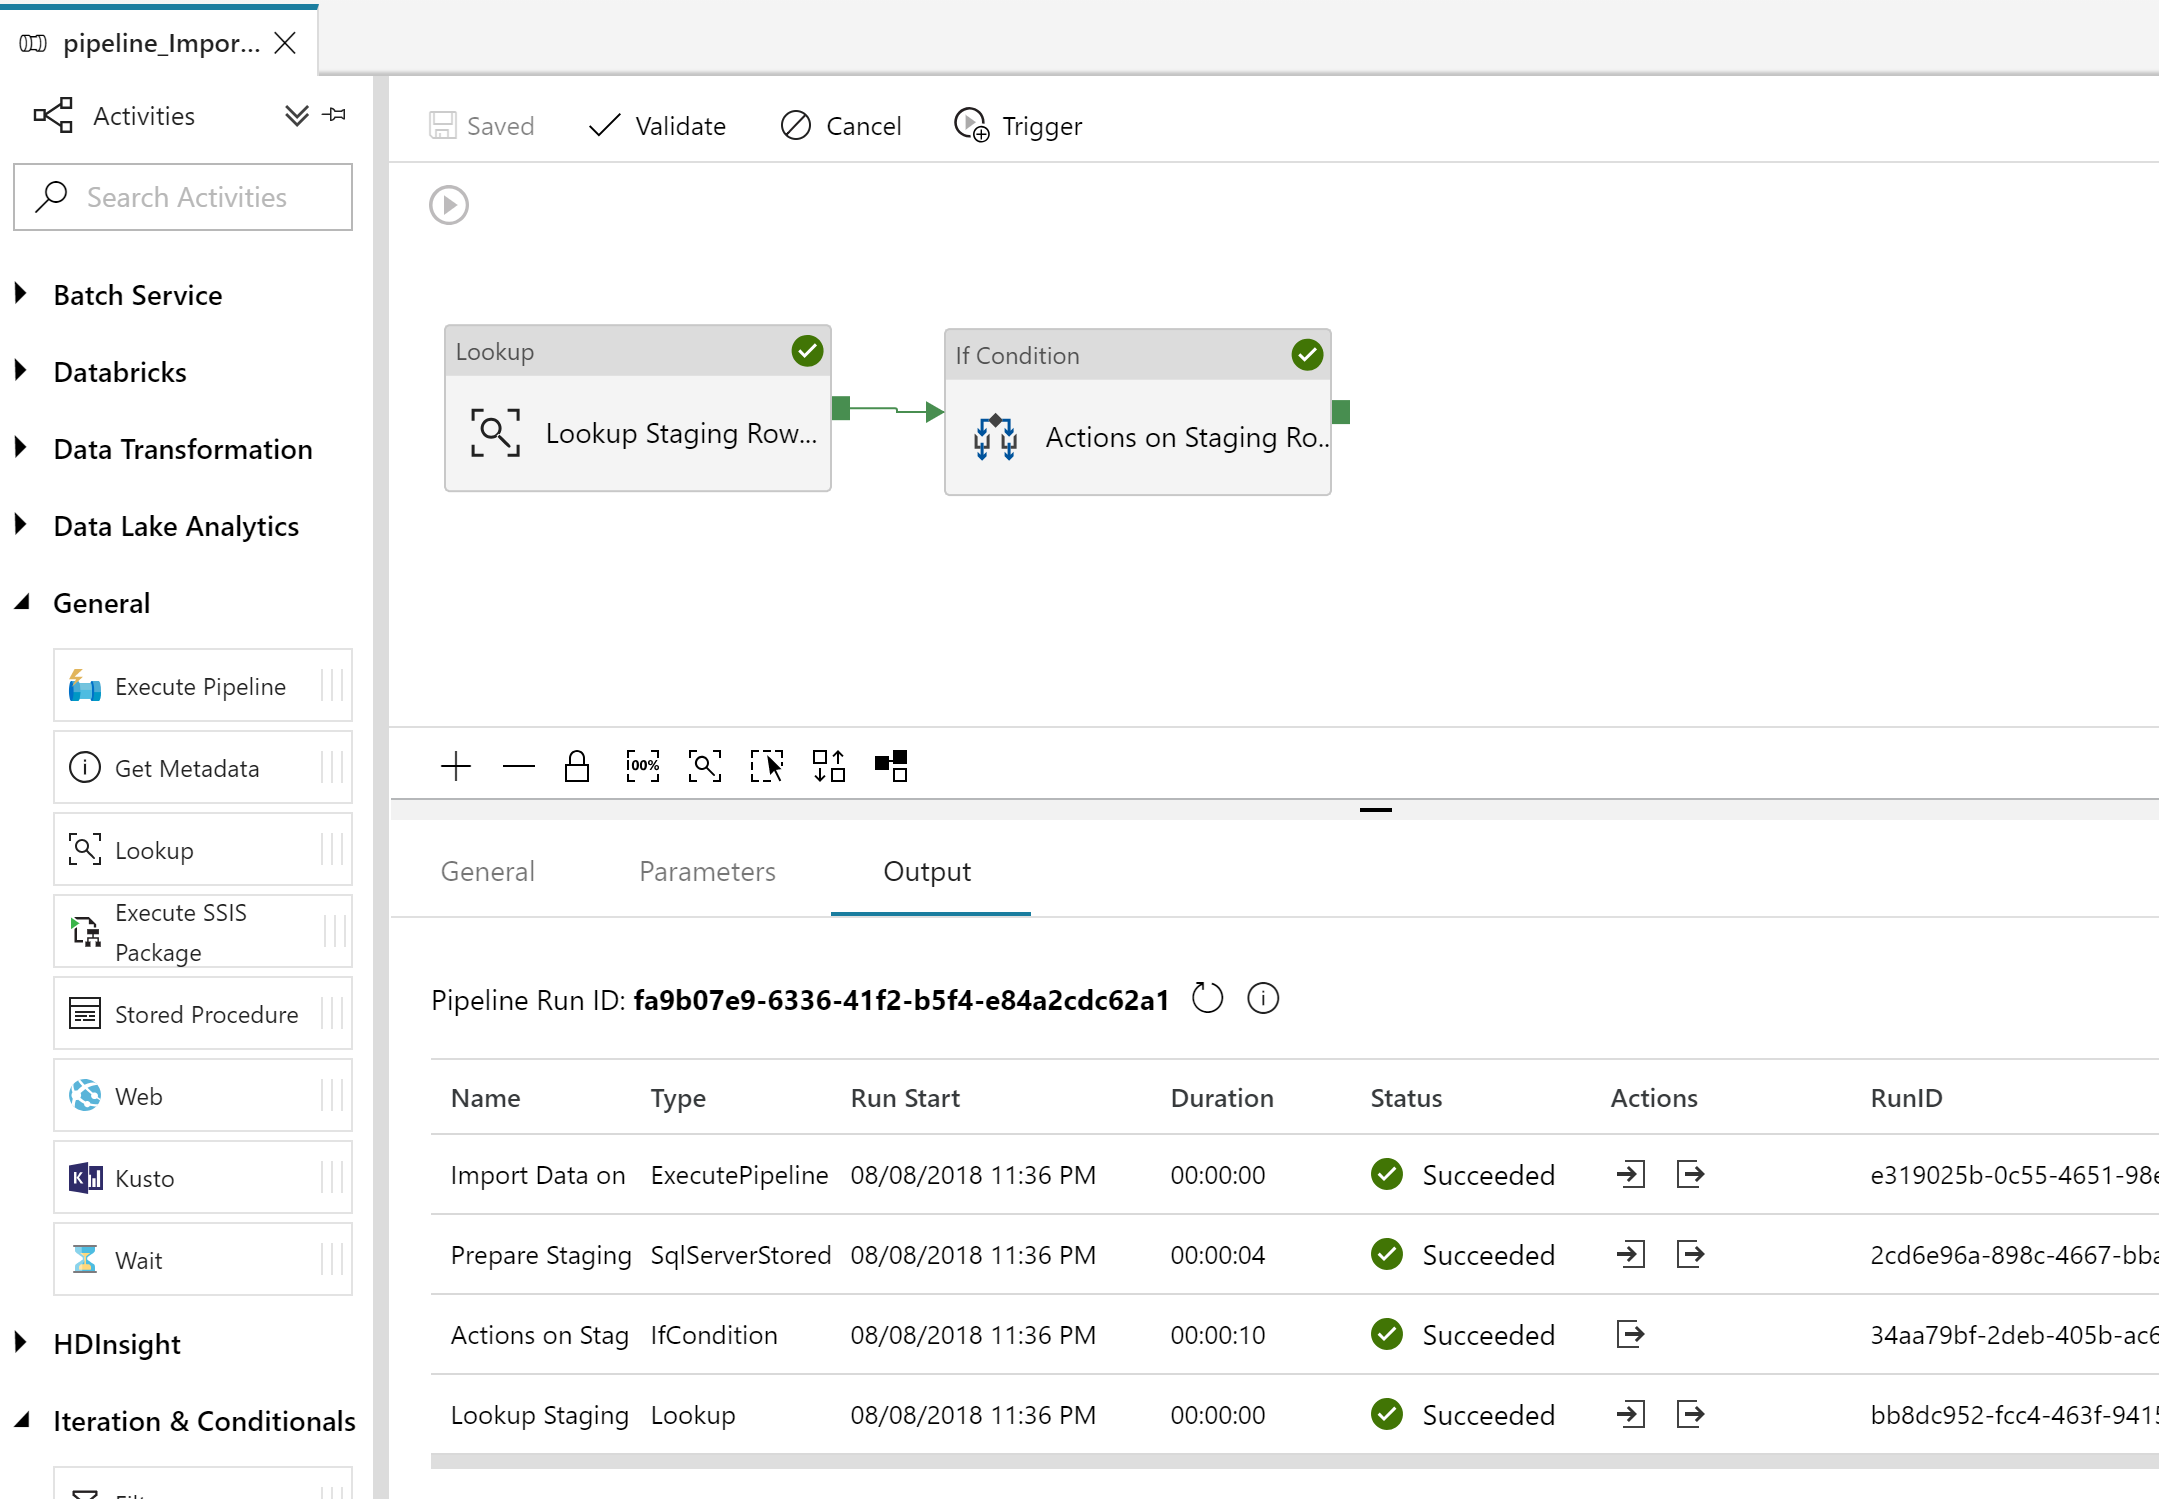 pipeline_Impor...
Activities
Search Activities
Batch Service
Databricks
Data Transformation
Data Lake Analytics
General
Execute Pipeline
Get Metadata
Lookup
Execute SSIS
Package
Stored Procedure
Web
Kusto
Wait
HDInsight
Iteration & Conditionals
Saved Validate Cancel Trigger
Lookup
Lookup Staging Row...
If Condition
Actions on Staging Ro..
100%
General Parameters Output
Pipeline Run ID: fa9b07e9-6336-41f2-b5f4-e84a2cdc62a1
Name Type Run Start Duration Status Actions RunID
Import Data on ExecutePipeline 08/08/2018 11:36 PM 00:00:00 Succeeded e319025b-0c55-4651-98e
Prepare Staging SqlServerStored 08/08/2018 11:36 PM 00:00:04 Succeeded 2cd6e96a-898c-4667-bba
Actions on Stag IfCondition 08/08/2018 11:36 PM 00:00:10 Succeeded 34aa79bf-2deb-405b-ac6
Lookup Staging Lookup 08/08/2018 11:36 PM 00:00:00 Succeeded bb8dc952-fcc4-463f-9415